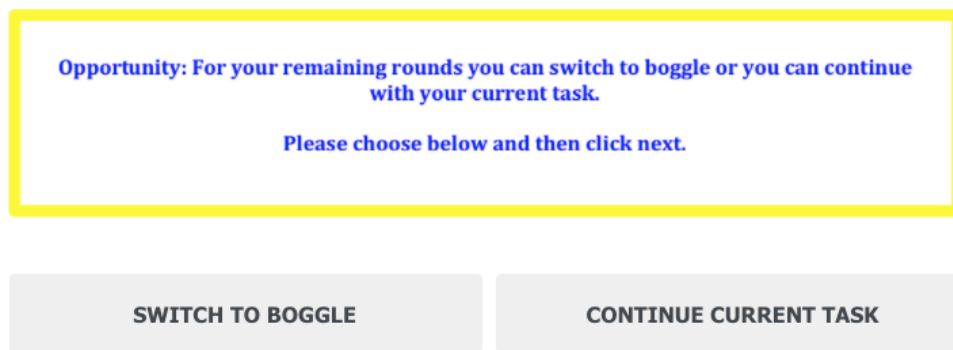 Opportunity: For your remaining rounds you can switch to boggle or you can continue
with your current task.
Please choose below and then click next.
SWITCH TO BOGGLE
CONTINUE CURRENT TASK